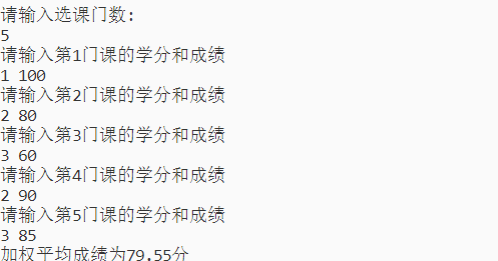 请输入选课门数:
5
请输入第1门课的学分和成绩
1 100
请输入第2门课的学分和成绩
2 80
请输入第3门课的学分和成绩
3 60
请输入第4门课的学分和成绩
2 90
请输入第5门课的学分和成绩
3 85
加权平均成绩为79.55分